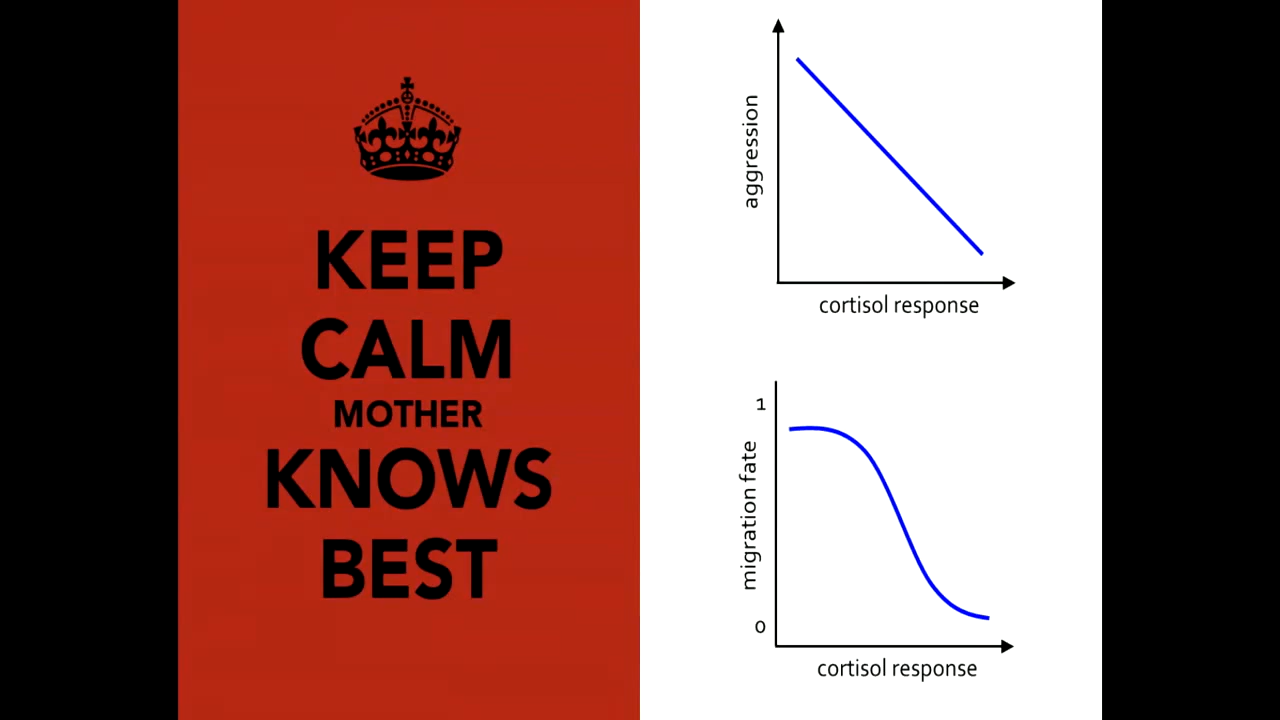 KEEP
CALM
MOTHER
KNOWS
BEST
aggression
cortisol response
1
migration fate
0
cortisol response